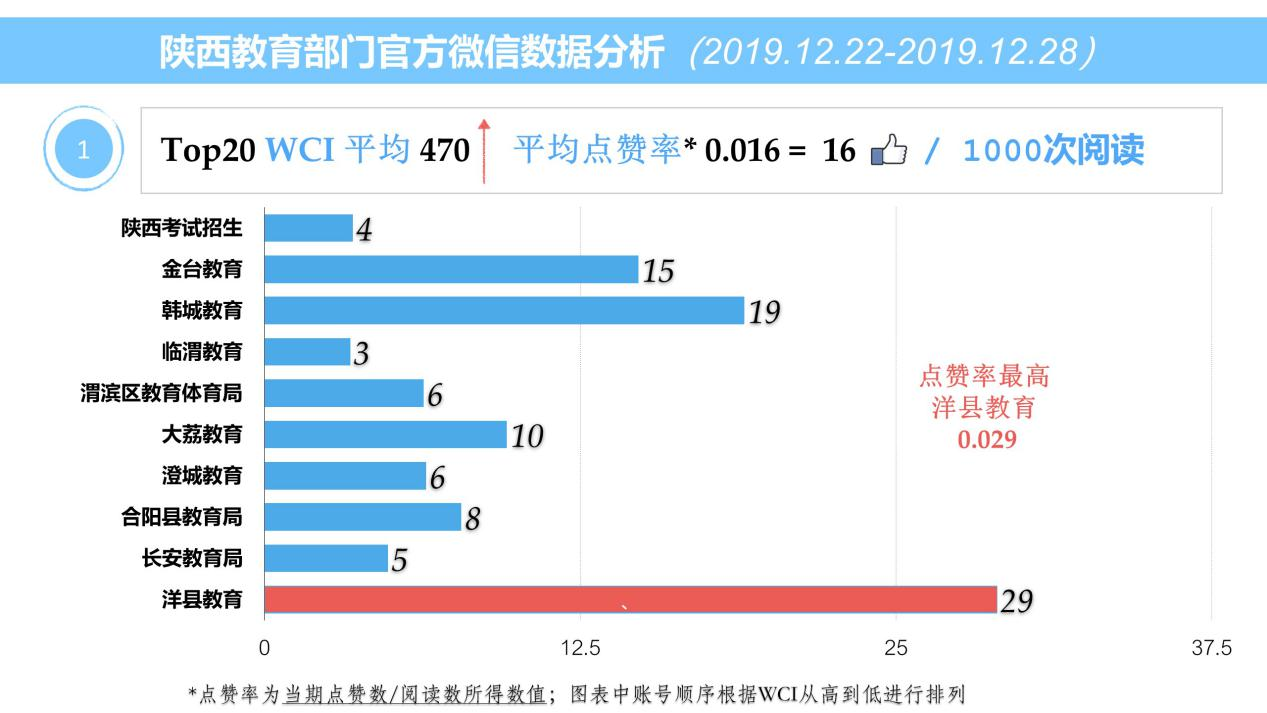 陕西教育部门官方微信数据分析（2019.12.22-2019.12.28）
1
Top20 WCI 平均 470 平均点赞率* 0.016 = 16 / 1000次阅读
陕西考试招生 4
金台教育 15
韩城教育 19
临渭教育 3
渭滨区教育体育局 6
大荔教育 10
澄城教育 6
合阳县教育局 8
长安教育局 5
洋县教育 、 29
点赞率最高
洋县教育
0.029
0 12.5 25 37.5
*点赞率为当期点赞数/阅读数所得数值；图表中账号顺序根据WCI从高到低进行排列